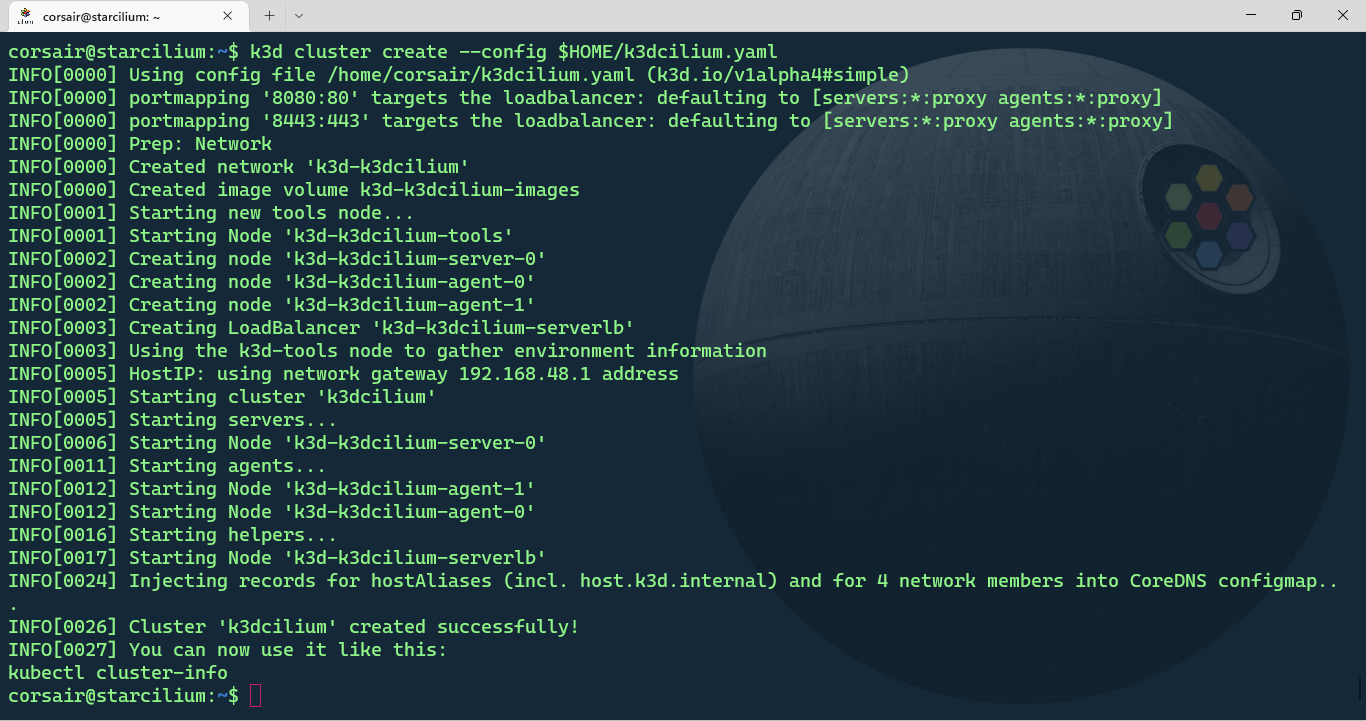 corsair@starcilium: ~
corsair@starcilium:~$ k3d cluster create --config $HOME/k3dcilium.yaml
INFO[0000] Using config file /home/corsair/k3dcilium.yaml (k3d.io/v1alpha4#simple)
INFO[0000] portmapping '8080:80' targets the loadbalancer: defaulting to [servers:*:proxy agents:*:proxy]
INFO[0000] portmapping '8443:443' targets the loadbalancer: defaulting to [servers:*:proxy agents:*:proxy]
INFO[0000] Prep: Network
INFO[0000] Created network 'k3d-k3dcilium'
INFO[0000] Created image volume k3d-k3dcilium-images
INFO[0001] Starting new tools node...
INFO[0001] Starting Node 'k3d-k3dcilium-tools'
INFO[0002] Creating node 'k3d-k3dcilium-server-0'
INFO[0002] Creating node 'k3d-k3dcilium-agent-0'
INFO[0002] Creating node 'k3d-k3dcilium-agent-1'
INFO[0003] Creating LoadBalancer 'k3d-k3dcilium-serverlb'
INFO[0003] Using the k3d-tools node to gather environment information
INFO[0005] HostIP: using network gateway 192.168.48.1 address
INFO[0005] Starting cluster 'k3dcilium'
INFO[0005] Starting servers...
INFO[0006] Starting Node 'k3d-k3dcilium-server-0'
INFO[0011] Starting agents...
INFO[0012] Starting Node 'k3d-k3dcilium-agent-1'
INFO[0012] Starting Node 'k3d-k3dcilium-agent-0'
INFO[0016] Starting helpers...
INFO[0017] Starting Node 'k3d-k3dcilium-serverlb'
INFO[0024] Injecting records for hostAliases (incl. host.k3d.internal) and for 4 network members into CoreDNS configmap..
.
INFO[0026] Cluster 'k3dcilium' created successfully!
INFO[0027] You can now use it like this:
kubectl cluster-info
corsair@starcilium:~$